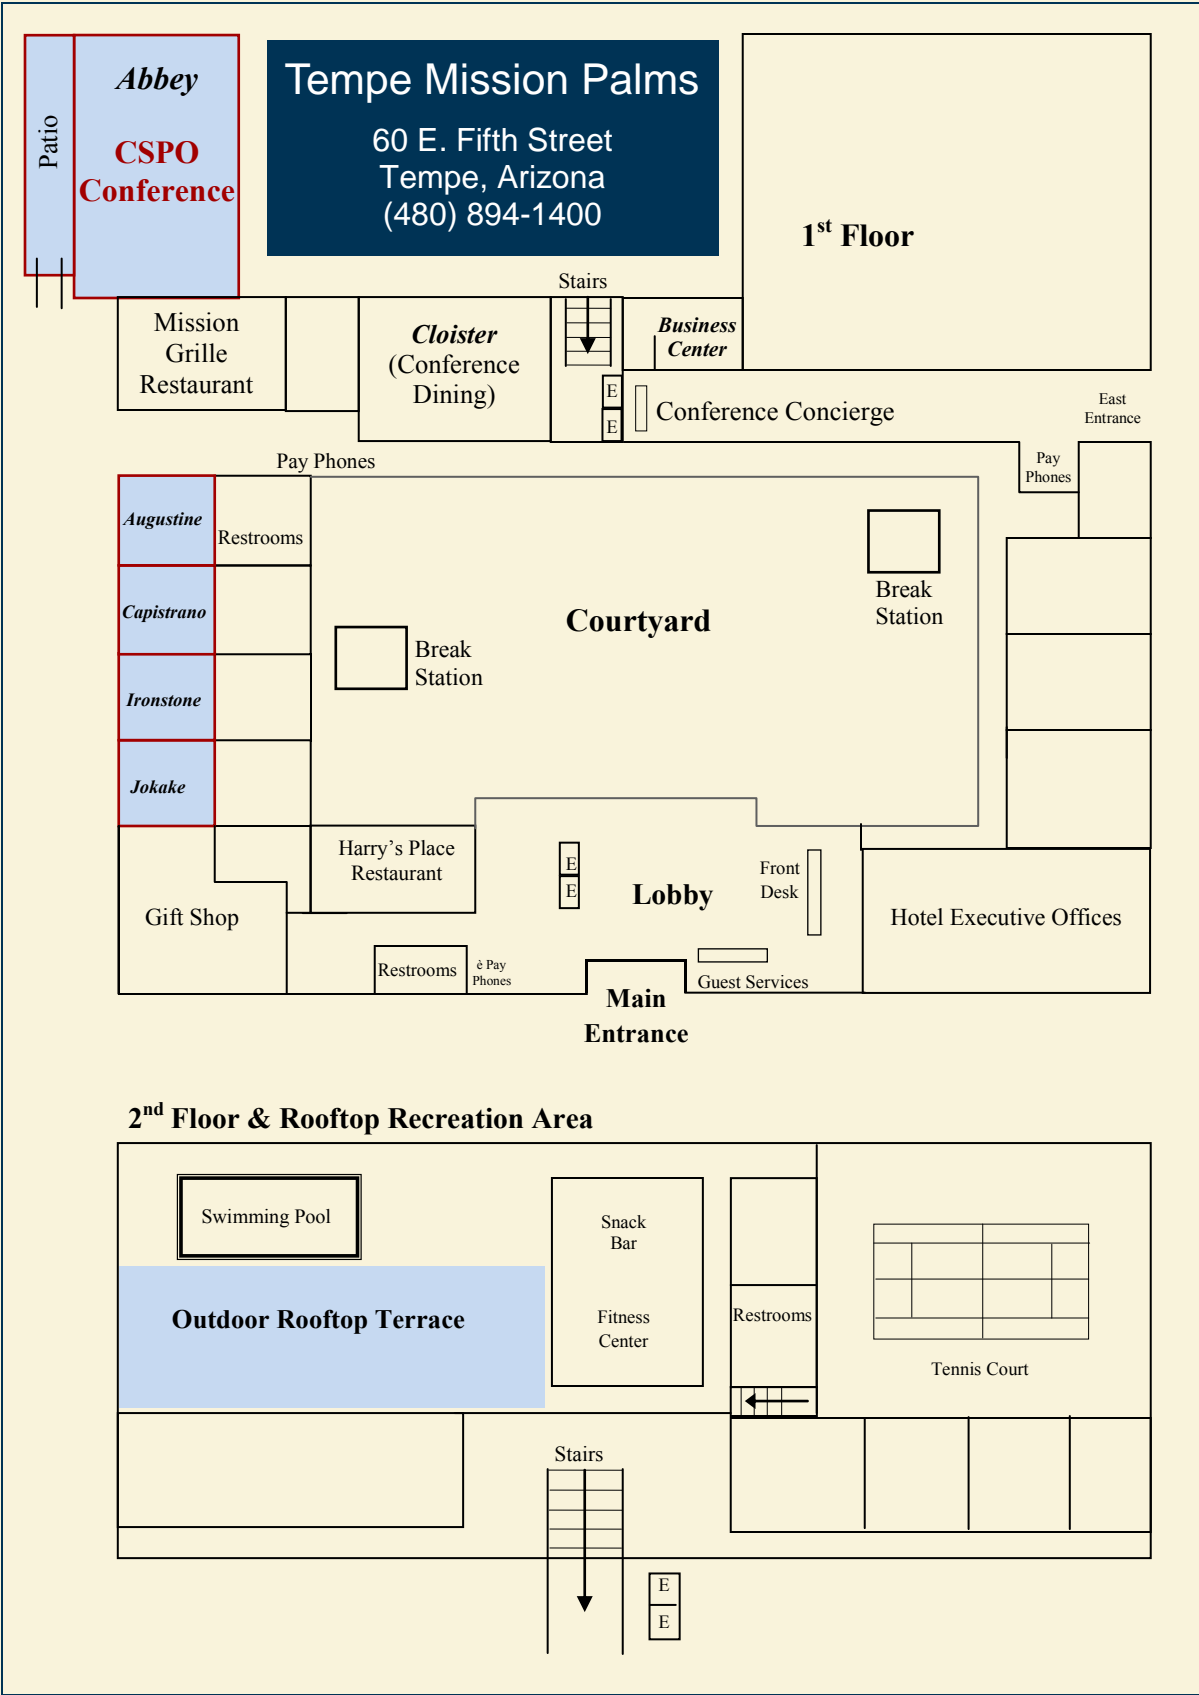 Tempe Mission Palms
60 E. Fifth Street
Tempe, Arizona
(480) 894-1400
Patio
Abbey
CSPO
Conference
1st Floor
Stairs
Mission
Grille
Restaurant
Cloister
(Conference
Dining)
Business
Center
E
E
Conference Concierge
East
Entrance
Pay Phones
Pay
Phones
Augustine
Restrooms
Capistrano
Ironstone
Jokake
Courtyard
Break
Station
Break
Station
Harry’s Place
Restaurant
E
E
Lobby
Front
Desk
Gift Shop
Hotel Executive Offices
Restrooms
è Pay
Phones
Guest Services
Main
Entrance
2nd Floor & Rooftop Recreation Area
Swimming Pool
Snack
Bar
Outdoor Rooftop Terrace
Fitness
Center
Restrooms
Tennis Court
Stairs
E
E